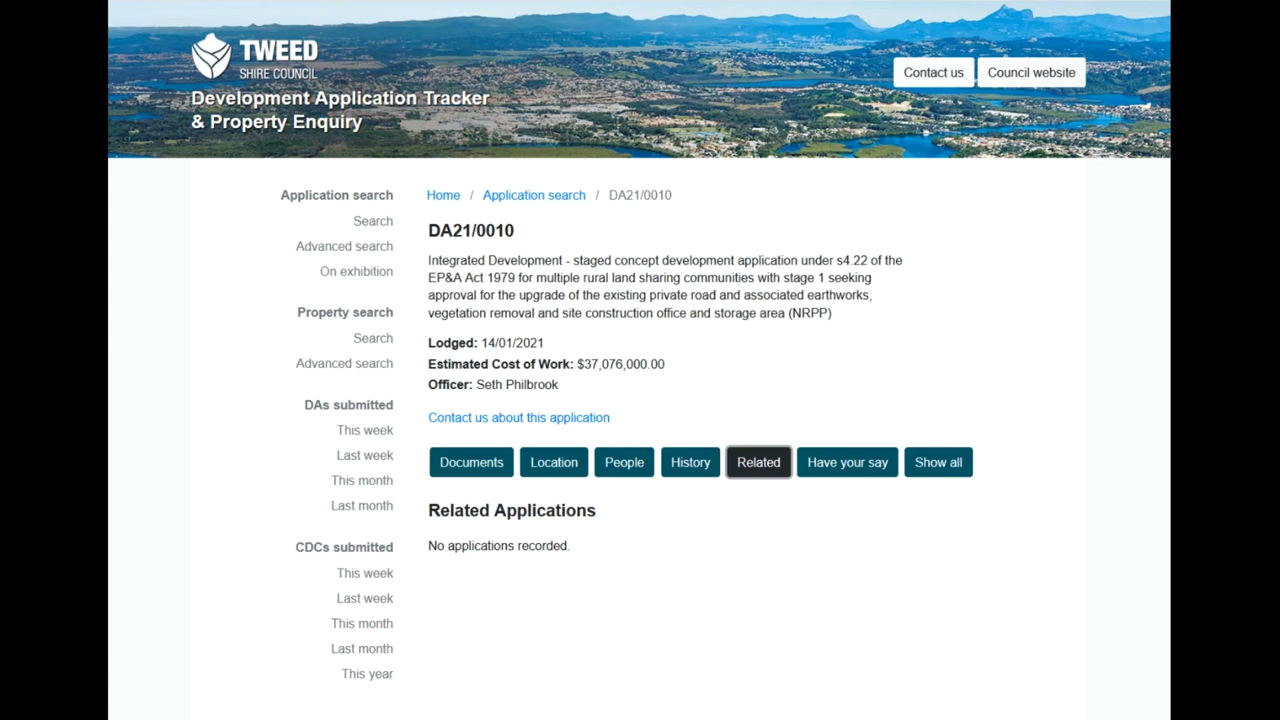 TWEED
SHIRE COUNCIL
Development Application Tracker
& Property Enquiry
Contact us
Council website
Application search
Search
Advanced search
On exhibition
Property search
Search
Advanced search
DAs submitted
This week
Last week
This month
Last month
CDCs submitted
This week
Last week
This month
Last month
This year
Home / Application search / DA21/0010
DA21/0010
Integrated Development - staged concept development application under s4.22 of the
EP&A Act 1979 for multiple rural land sharing communities with stage 1 seeking
approval for the upgrade of the existing private road and associated earthworks,
vegetation removal and site construction office and storage area (NRPP)
Lodged: 14/01/2021
Estimated Cost of Work: $37,076,000.00
Officer: Seth Philbrook
Contact us about this application
Documents Location People History Related Have your say Show all
Related Applications
No applications recorded.